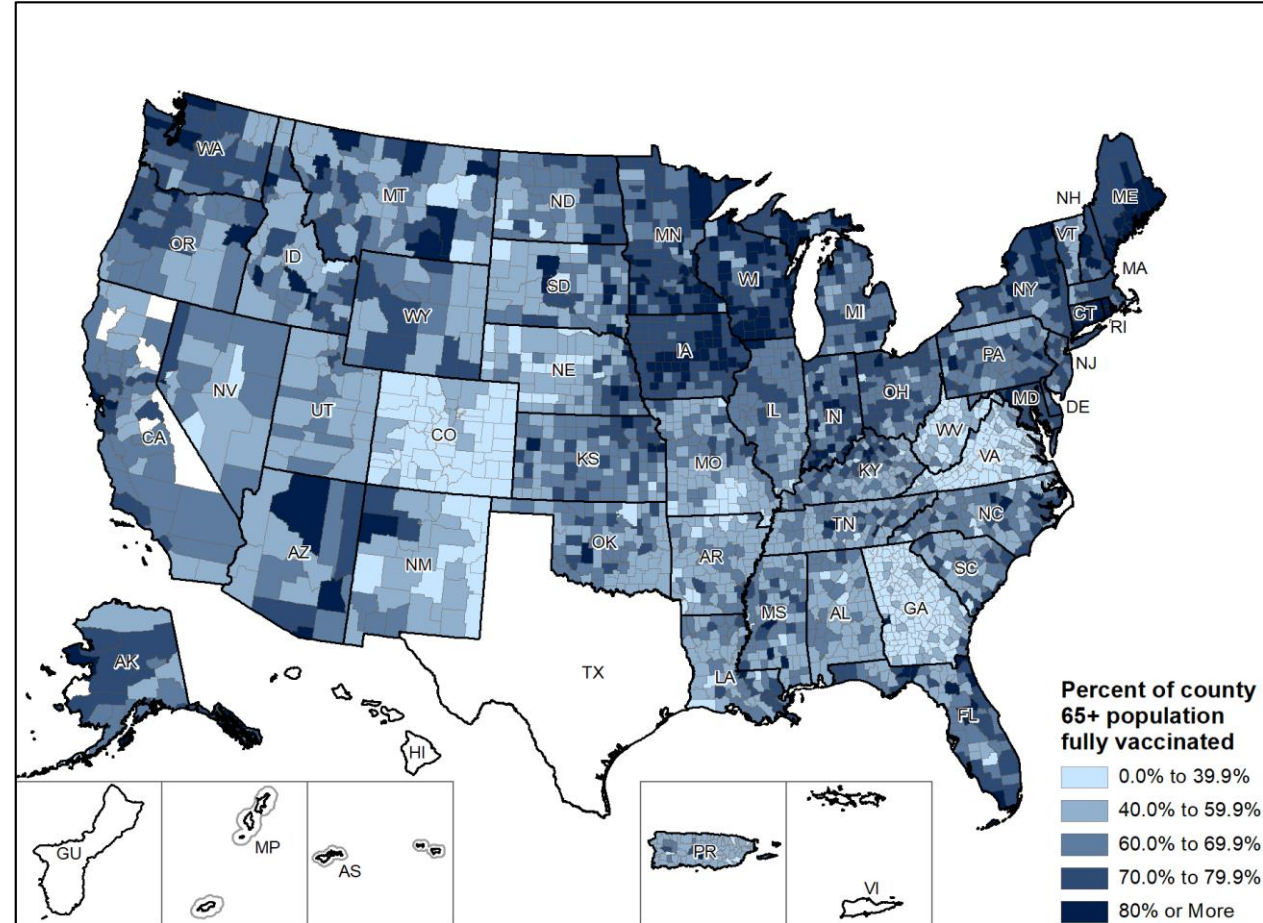 WA
MT
ND
MN
OR
ID
SD
WI
WY
MI
NH
VT
ME
MA
NY
CT
RI
NJ
PA
IA
NE
NV
UT
CO
CA
IL
IN
OH
MD
DE
WV
VA
KS
MO
KY
TN
NC
AZ
NM
OK
AR
SC
MS
AL
GA
LA
TX
FL
AK
HI
Percent of county
65+ population
fully vaccinated
0.0% to 39.9%
40.0% to 59.9%
60.0% to 69.9%
70.0% to 79.9%
80% or More
GU
MP
AS
PR
VI